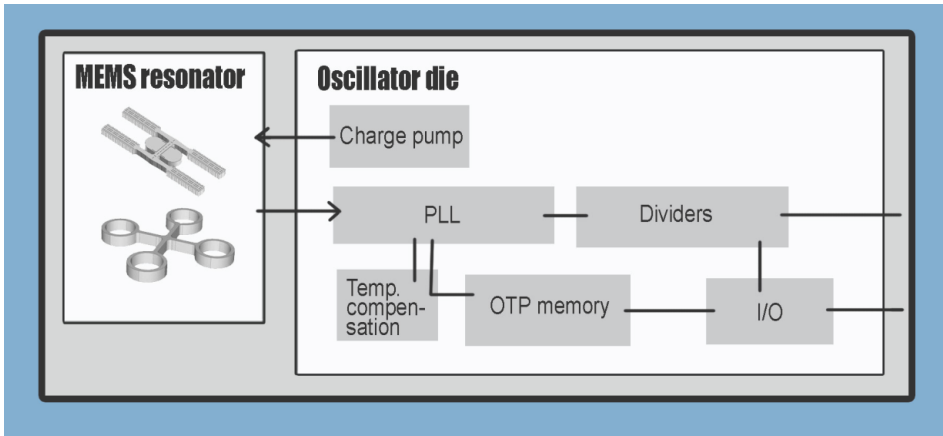 MEMS resonator
Oscillator die
Charge pump
PLL
Dividers
Temp.
compen-
sation
OTP memory
I/O